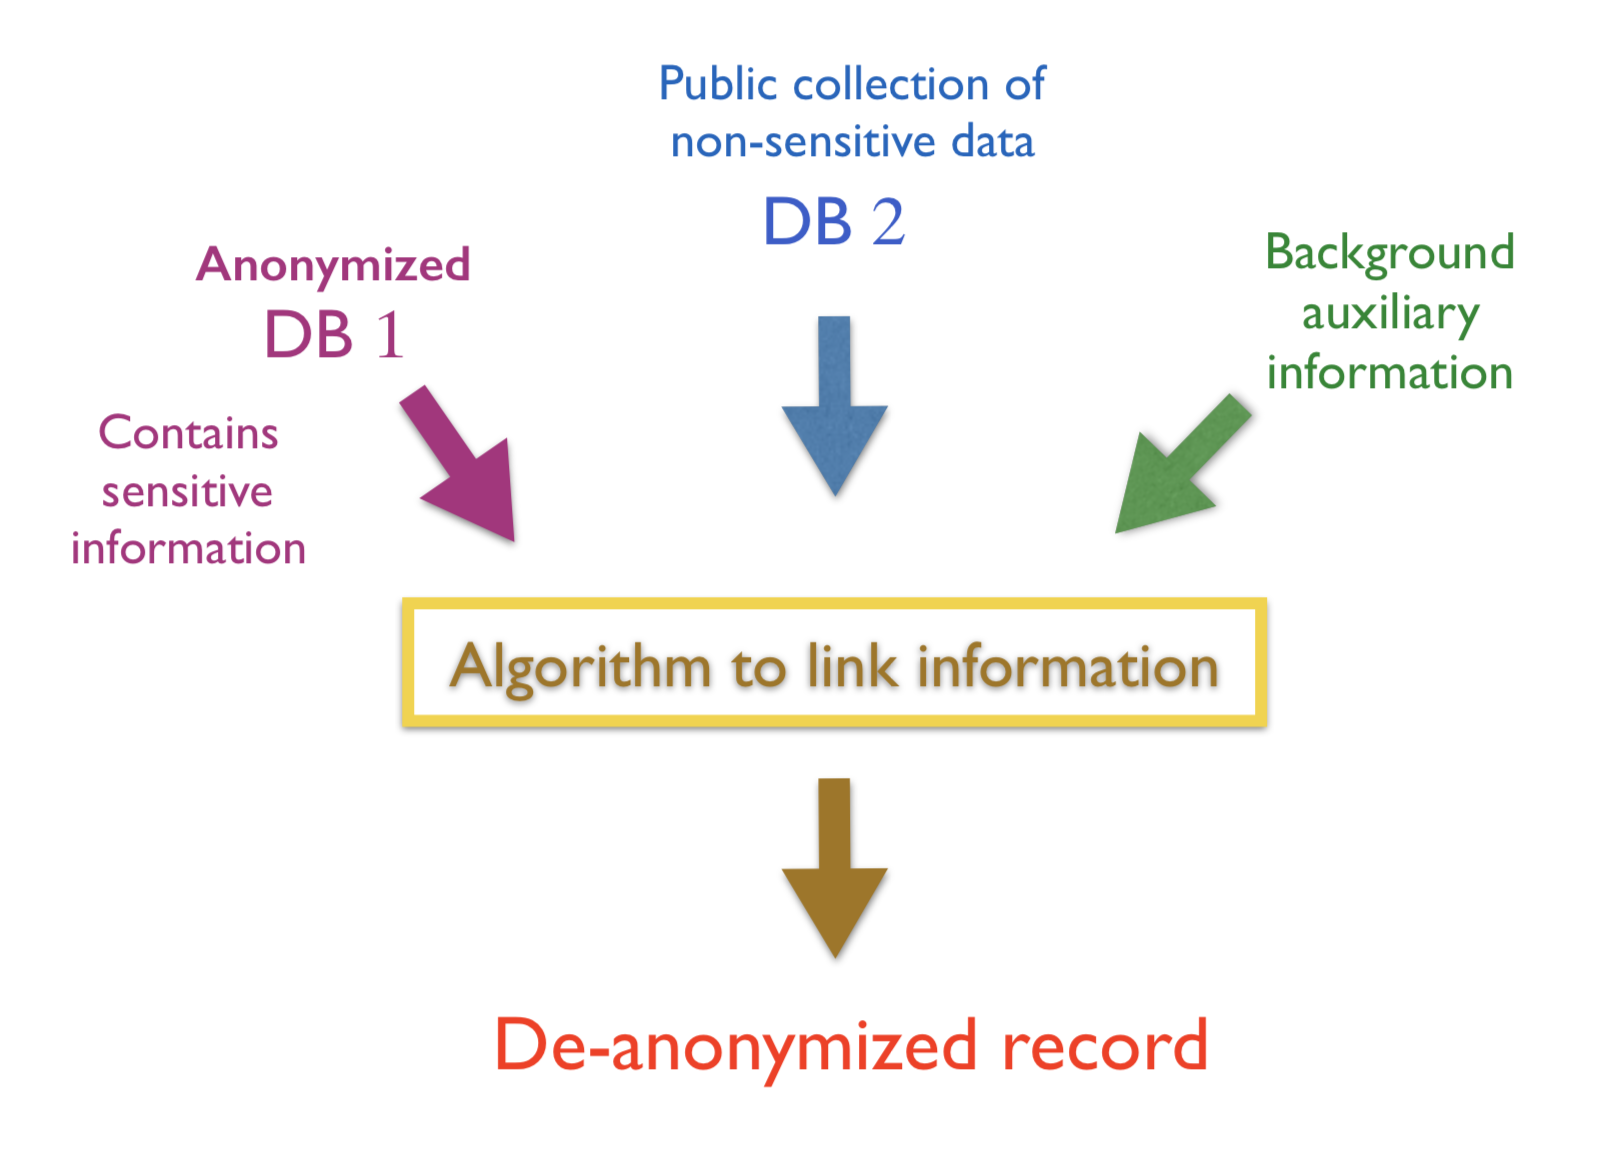 Public collection of
non-sensitive data
DB 2
Anonymized
DB 1
Contains
sensitive
information
Background
auxiliary
information
Algorithm to link information
De-anonymized record